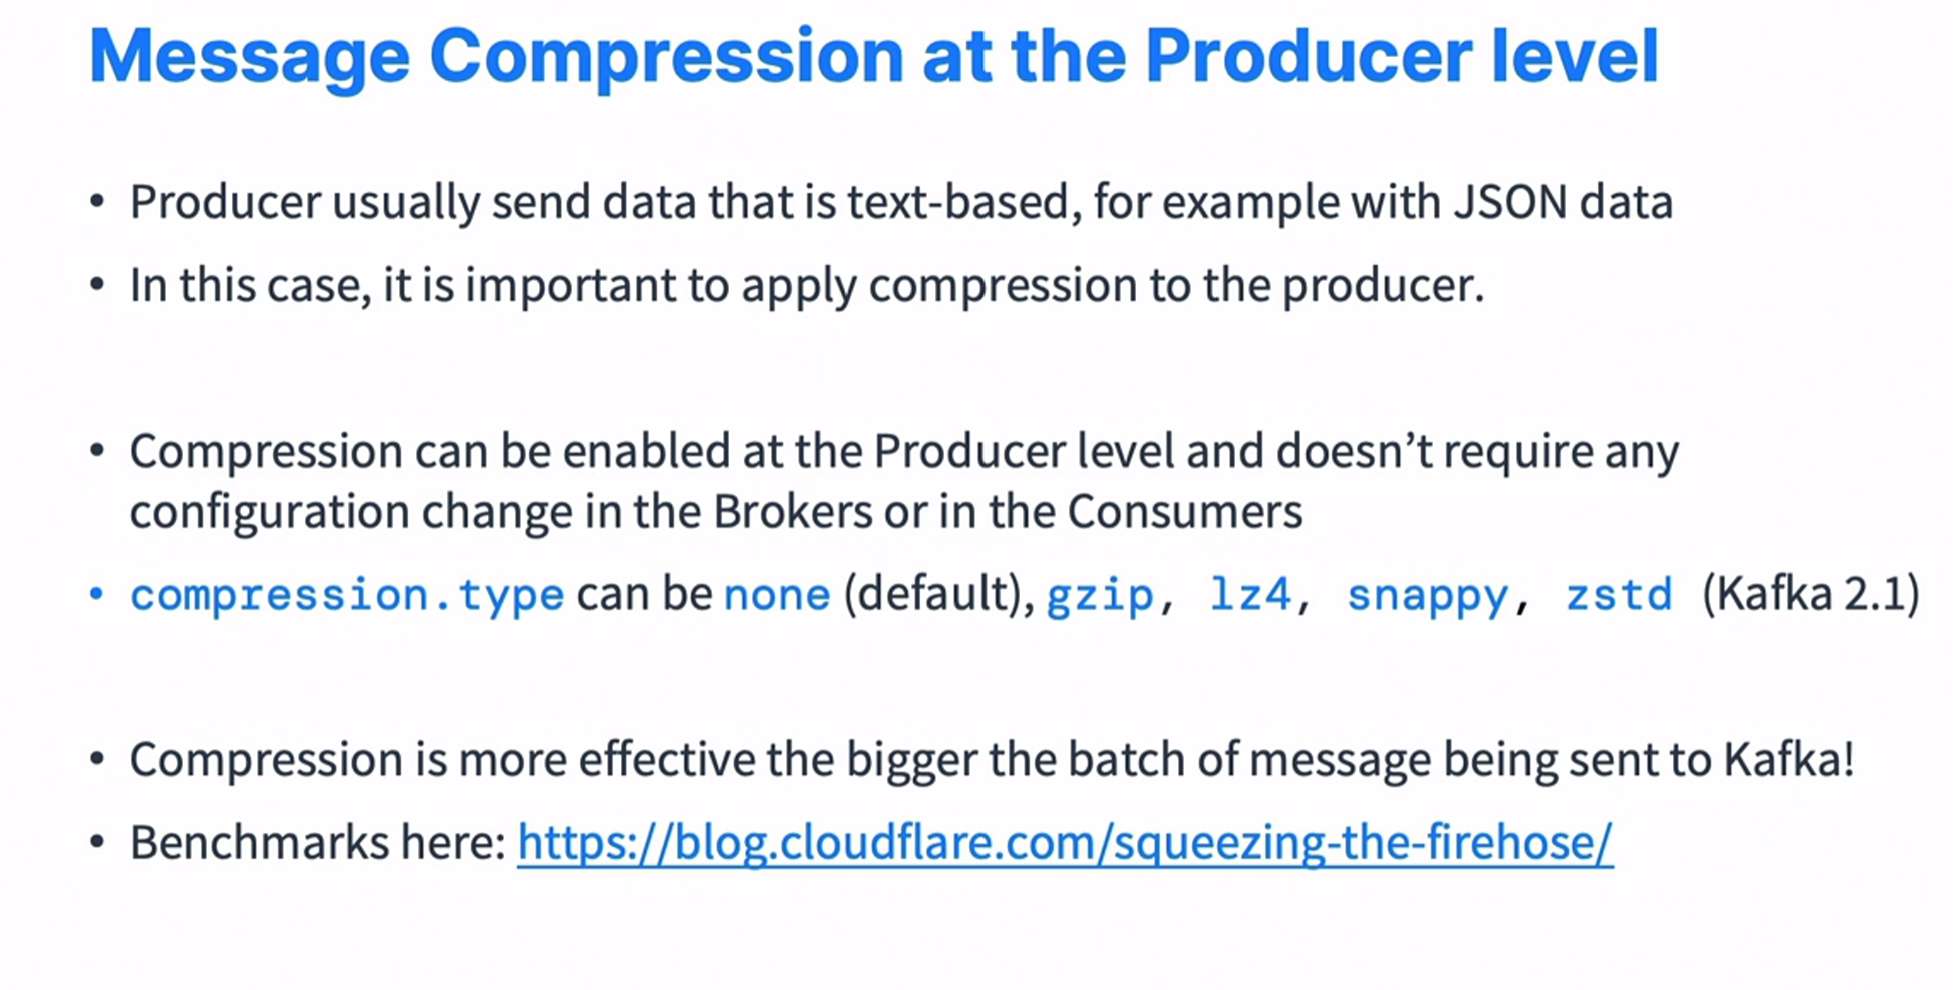 Message Compression at the Producer level
• Producer usually send data that is text-based, for example with JSON data
• In this case, it is important to apply compression to the producer.
• Compression can be enabled at the Producer level and doesn’t require any
configuration change in the Brokers or in the Consumers
• compression.type can be none (default), gzip, lz4, snappy, zstd (Kafka 2.1)
• Compression is more effective the bigger the batch of message being sent to Kafka!
• Benchmarks here: https://blog.cloudflare.com/squeezing-the-firehose/